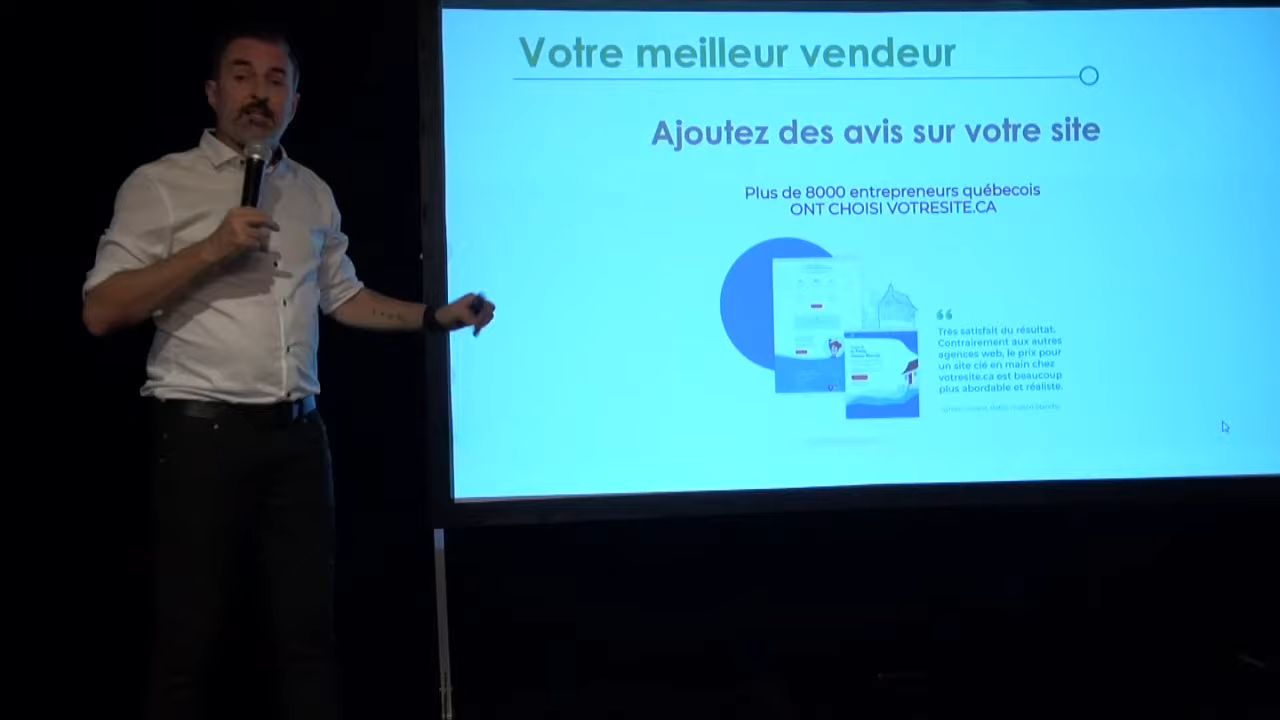 Votre meilleur vendeur
Ajoutez des avis sur votre site
Plus de 8000 entrepreneurs québecois
ONT CHOISI VOTRESITE.CA
“
Très satisfait du résultat.
Contrairement aux autres
agences web, le prix pour
un site clé en main chez
votresite.ca est beaucoup
plus abordable et réaliste.